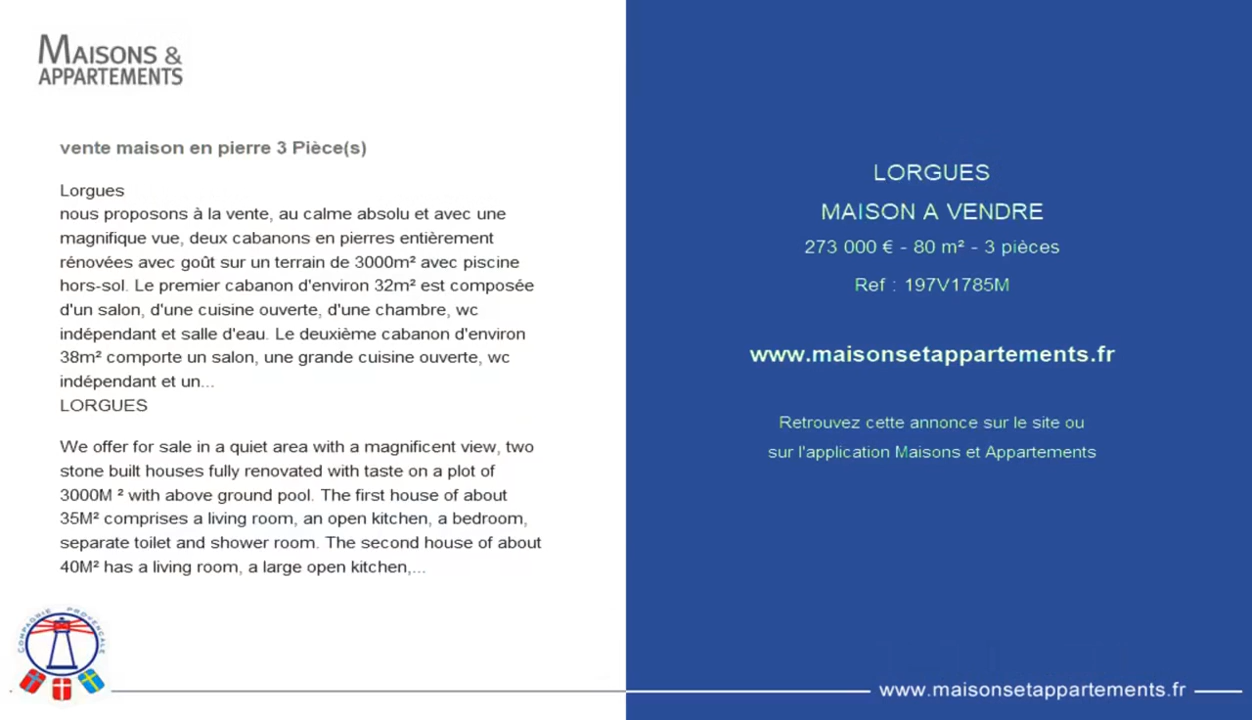 MAISONS &
APPARTEMENTS
vente maison en pierre 3 Pièce(s)
Lorgues
nous proposons à la vente, au calme absolu et avec une
magnifique vue, deux cabanons en pierres entièrement
rénovées avec goût sur un terrain de 3000m² avec piscine
hors-sol. Le premier cabanon d'environ 32m² est composée
d'un salon, d'une cuisine ouverte, d'une chambre, wc
indépendant et salle d'eau. Le deuxième cabanon d'environ
38m² comporte un salon, une grande cuisine ouverte, wc
indépendant et un...
LORGUES
We offer for sale in a quiet area with a magnificent view, two
stone built houses fully renovated with taste on a plot of
3000M ² with above ground pool. The first house of about
35M² comprises a living room, an open kitchen, a bedroom,
separate toilet and shower room. The second house of about
40M² has a living room, a large open kitchen,...
COMPAGNIE PROVENCALE
LORGUES
MAISON A VENDRE
273 000 € - 80 m² - 3 pièces
Ref : 197V1785M
www.maisonsetappartements.fr
Retrouvez cette annonce sur le site ou
sur l'application Maisons et Appartements
www.maisonsetappartements.fr